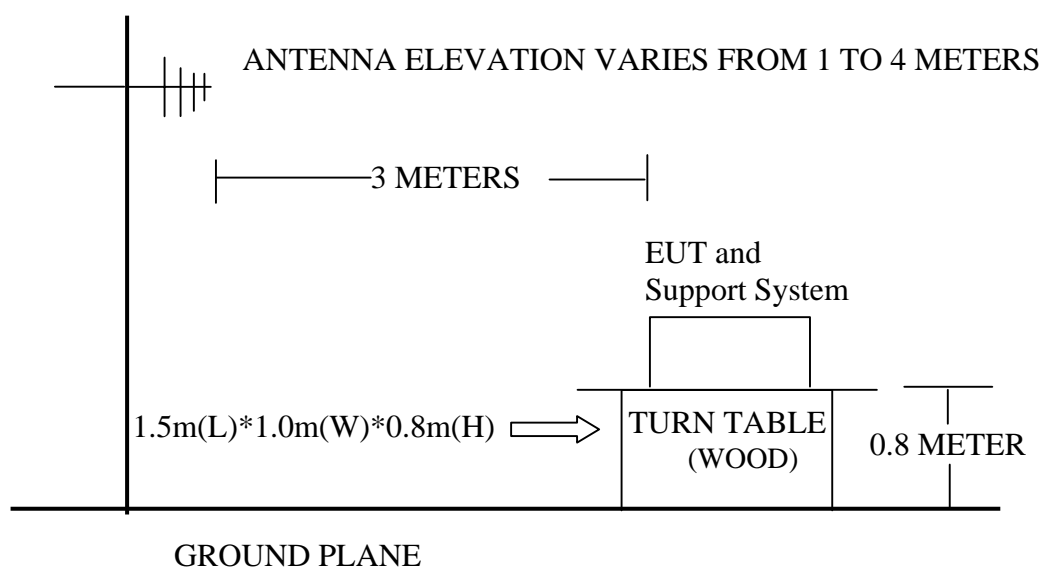 ANTENNA ELEVATION VARIES FROM 1 TO 4 METERS
3 METERS
EUT and
Support System
1.5m(L)*1.0m(W)*0.8m(H)
TURN TABLE
(WOOD)
0.8 METER
GROUND PLANE